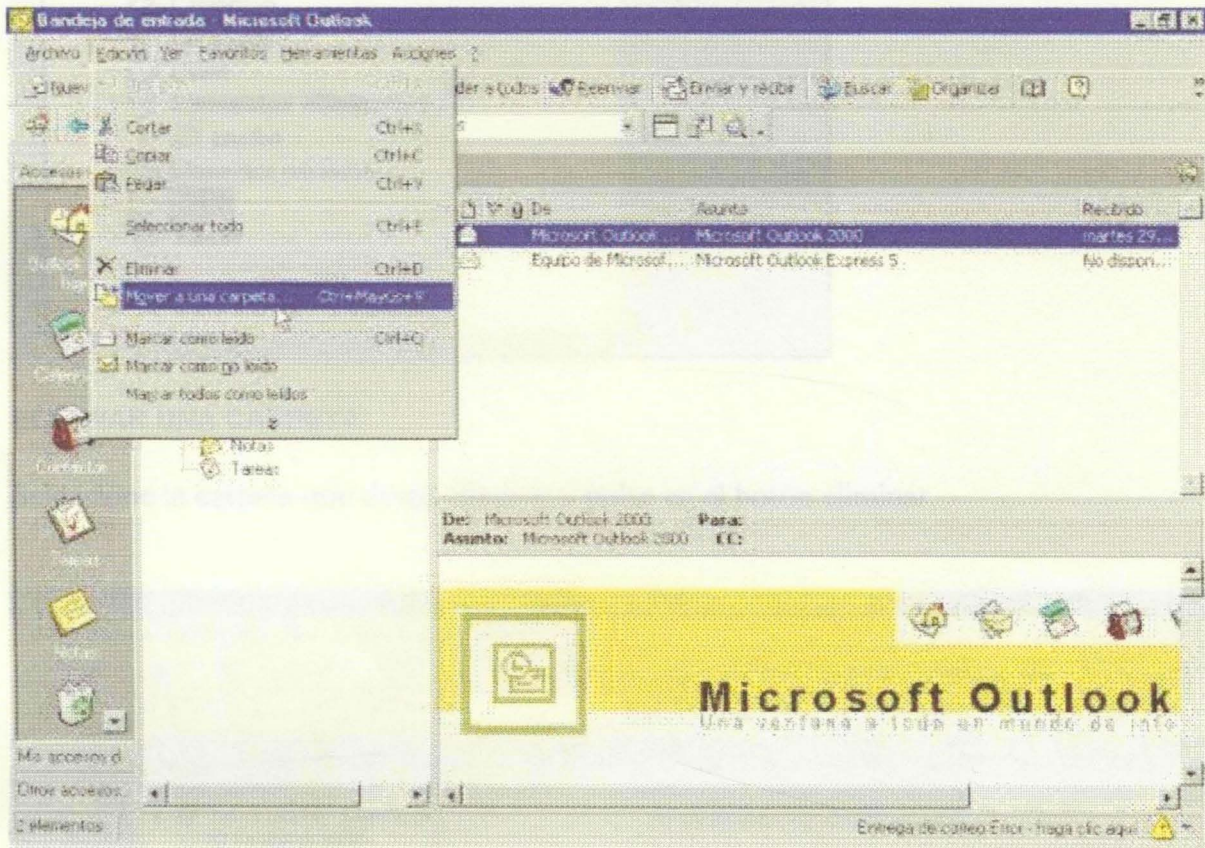 Bandeja de entrada - Microsoft Outlook
Archivo Edición Ver Favoritos Herramientas Acciones ?
Nuev der a todos Reenviar Enviar y recibir Buscar Organizar
Cortar Ctrl+X
Copiar Ctrl+C
Pegar Ctrl+V
Seleccionar todo Ctrl+E
Eliminar Ctrl+D
Mover a una carpeta... Ctrl+Mayús+V
Marcar como leído Ctrl+Q
Marcar como no leído
Marcar todos como leídos
Accesos
De Asunto Recibido
Microsoft Outlook ... Microsoft Outlook 2000 martes 29...
Equipo de Microsof... Microsoft Outlook Express 5 No dispon...
Contactos
Tareas
Notas
Notas
Tareas
De: Microsoft Outlook 2000 Para:
Asunto: Microsoft Outlook 2000 CC:
Microsoft Outlook
Una ventana a todo un mundo de info
Mis accesos d
Otros accesos
2 elementos
Entrega de correo Error - haga clic aquí